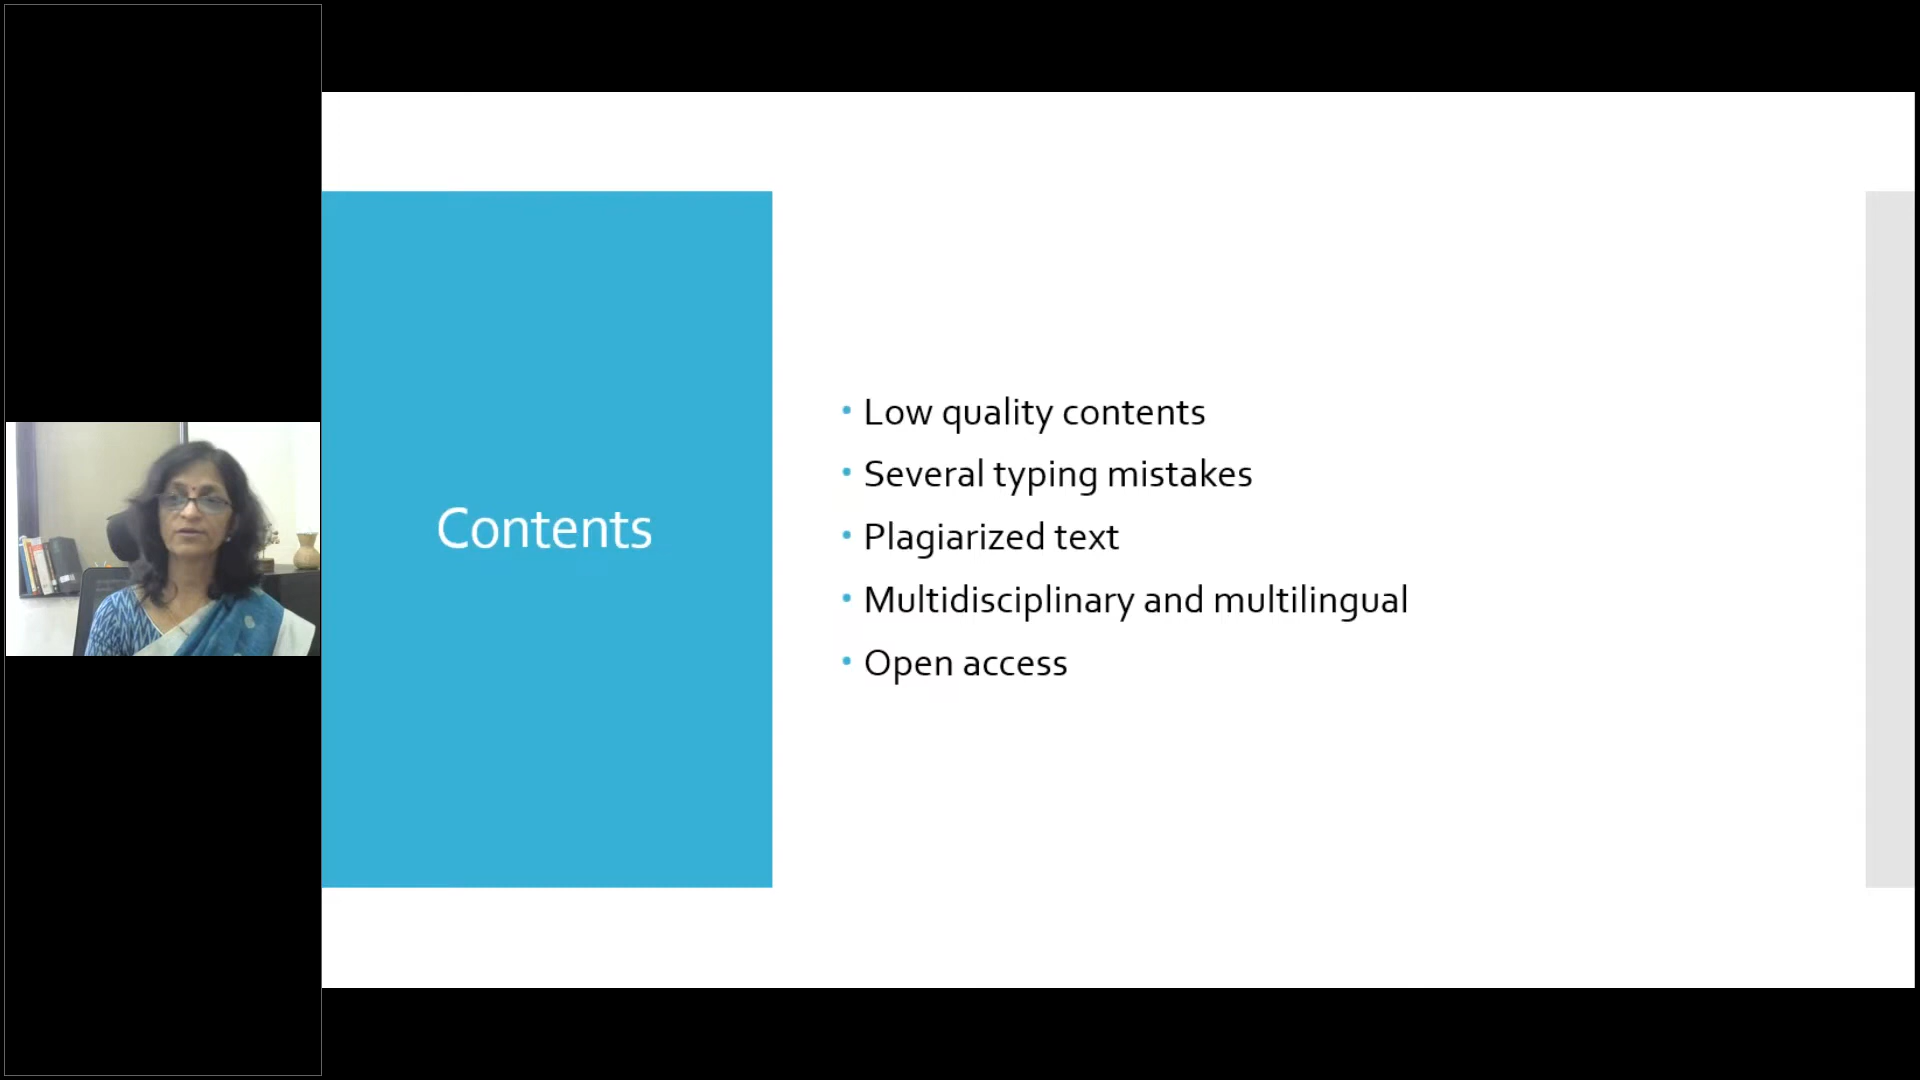 Contents
Low quality contents
Several typing mistakes
Plagiarized text
Multidisciplinary and multilingual
Open access